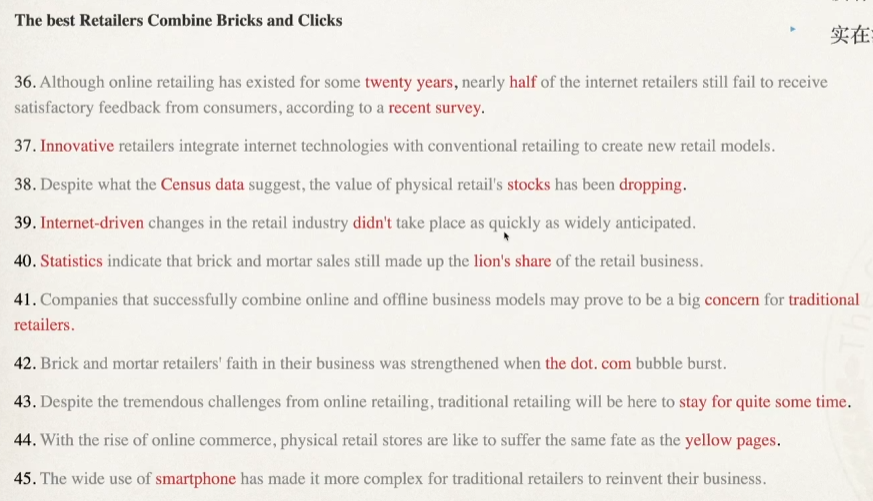 The best Retailers Combine Bricks and Clicks
实在
36. Although online retailing has existed for some twenty years, nearly half of the internet retailers still fail to receive
satisfactory feedback from consumers, according to a recent survey.
37. Innovative retailers integrate internet technologies with conventional retailing to create new retail models.
38. Despite what the Census data suggest, the value of physical retail's stocks has been dropping.
39. Internet-driven changes in the retail industry didn't take place as quickly as widely anticipated.
40. Statistics indicate that brick and mortar sales still made up the lion's share of the retail business.
41. Companies that successfully combine online and offline business models may prove to be a big concern for traditional
retailers.
42. Brick and mortar retailers' faith in their business was strengthened when the dot. com bubble burst.
43. Despite the tremendous challenges from online retailing, traditional retailing will be here to stay for quite some time.
44. With the rise of online commerce, physical retail stores are like to suffer the same fate as the yellow pages.
45. The wide use of smartphone has made it more complex for traditional retailers to reinvent their business.